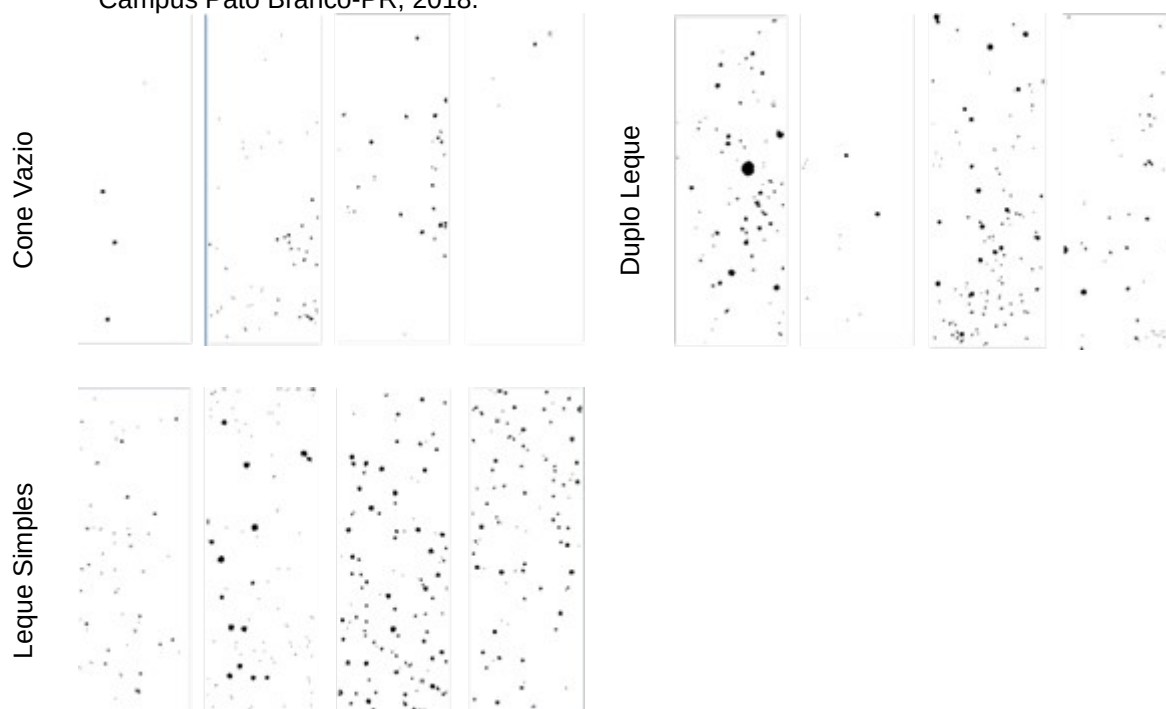 Campus Pato Branco-PR, 2018.
Cone Vazio
Duplo Leque
Leque Simples